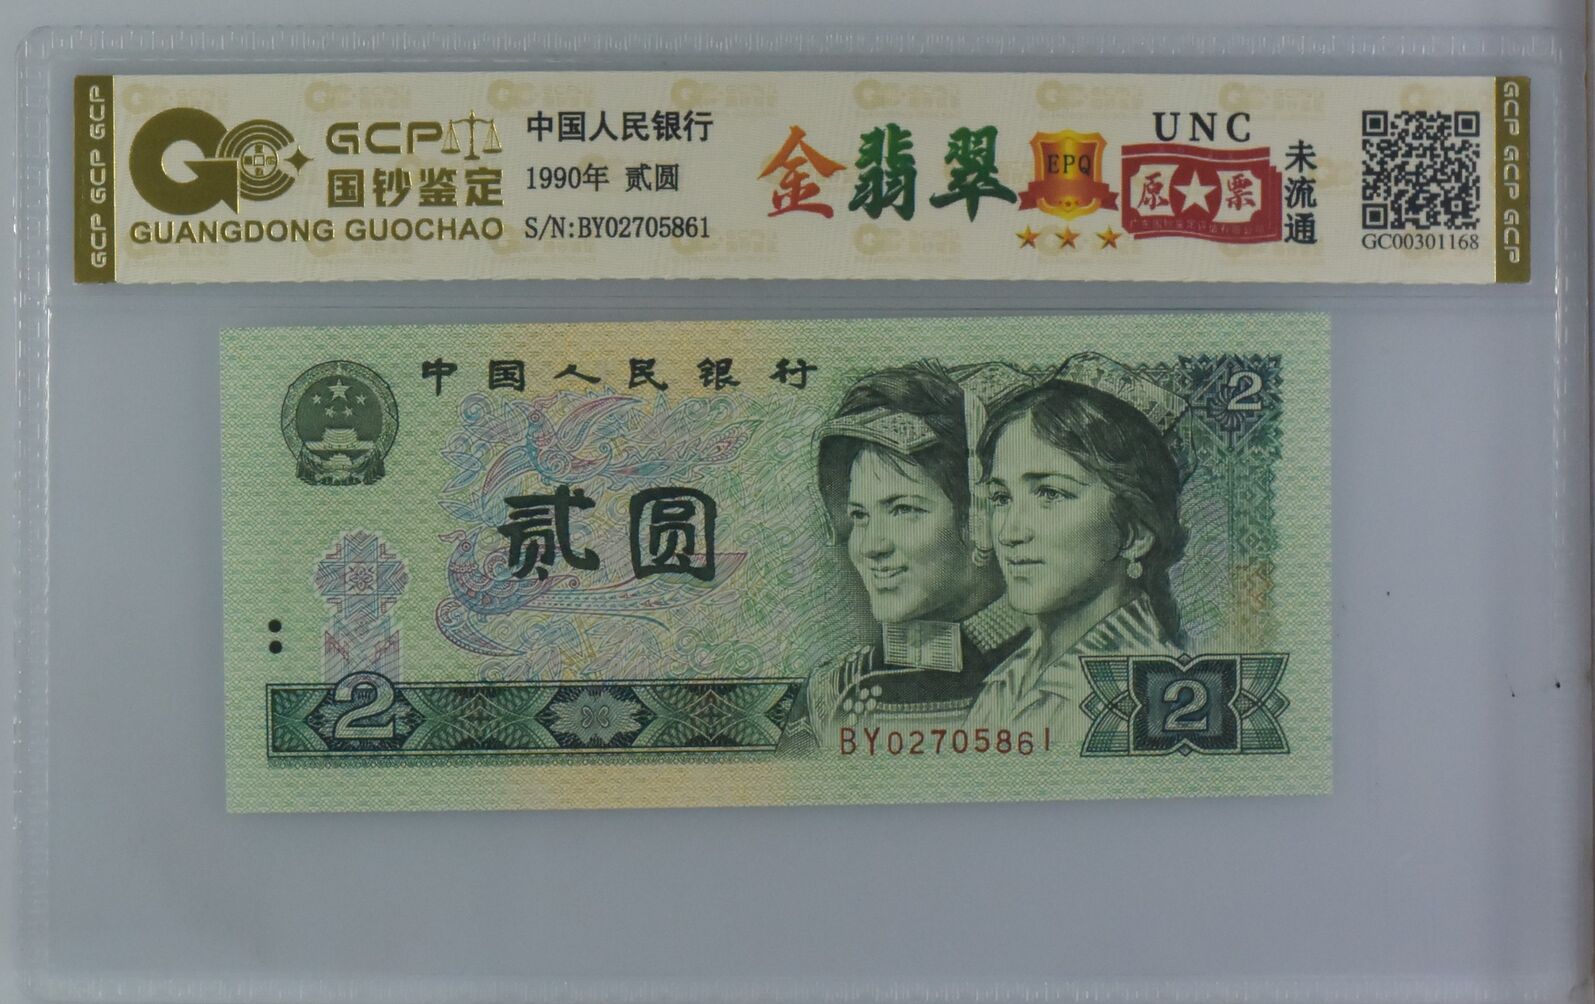 GCP GCP GCP
GCP
国钞鉴定
GUANGDONG GUOCHAO
中国人民银行
1990年 贰圆
S/N:BY02705861
金翡翠
EPQ
UNC
原票
未流通
GC00301168
GCP GCP GCP
中国人民银行
2
贰圆
2
2
BY02705861